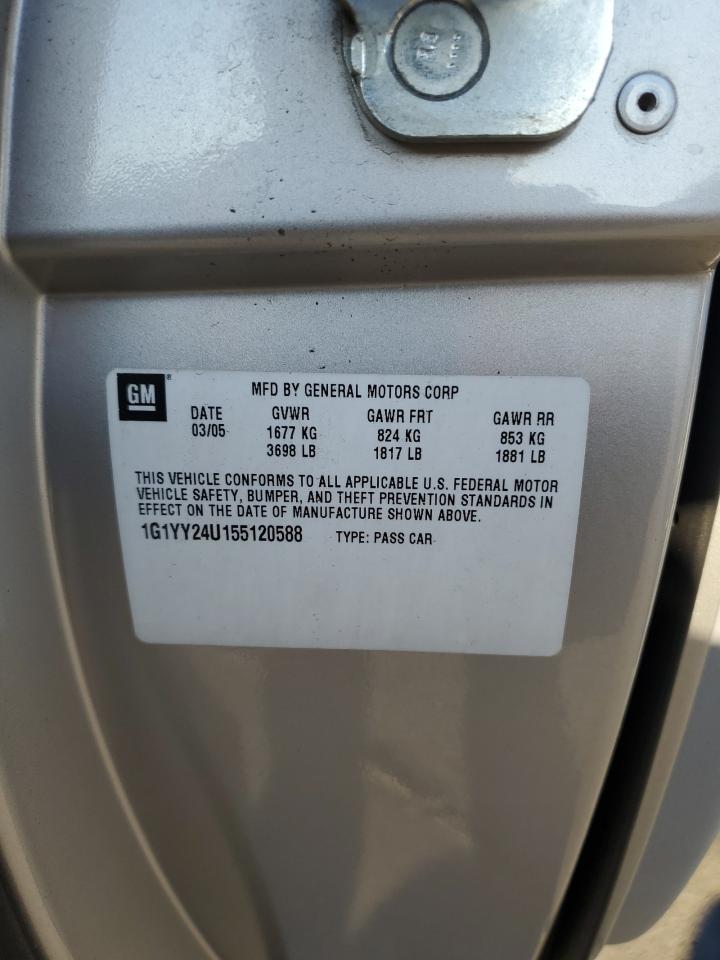 GM ®
MFD BY GENERAL MOTORS CORP
DATE GVWR GAWR FRT GAWR RR
03/05 1677 KG 824 KG 853 KG
3698 LB 1817 LB 1881 LB
THIS VEHICLE CONFORMS TO ALL APPLICABLE U.S. FEDERAL MOTOR
VEHICLE SAFETY, BUMPER, AND THEFT PREVENTION STANDARDS IN
EFFECT ON THE DATE OF MANUFACTURE SHOWN ABOVE.
1G1YY24U155120588 TYPE: PASS CAR